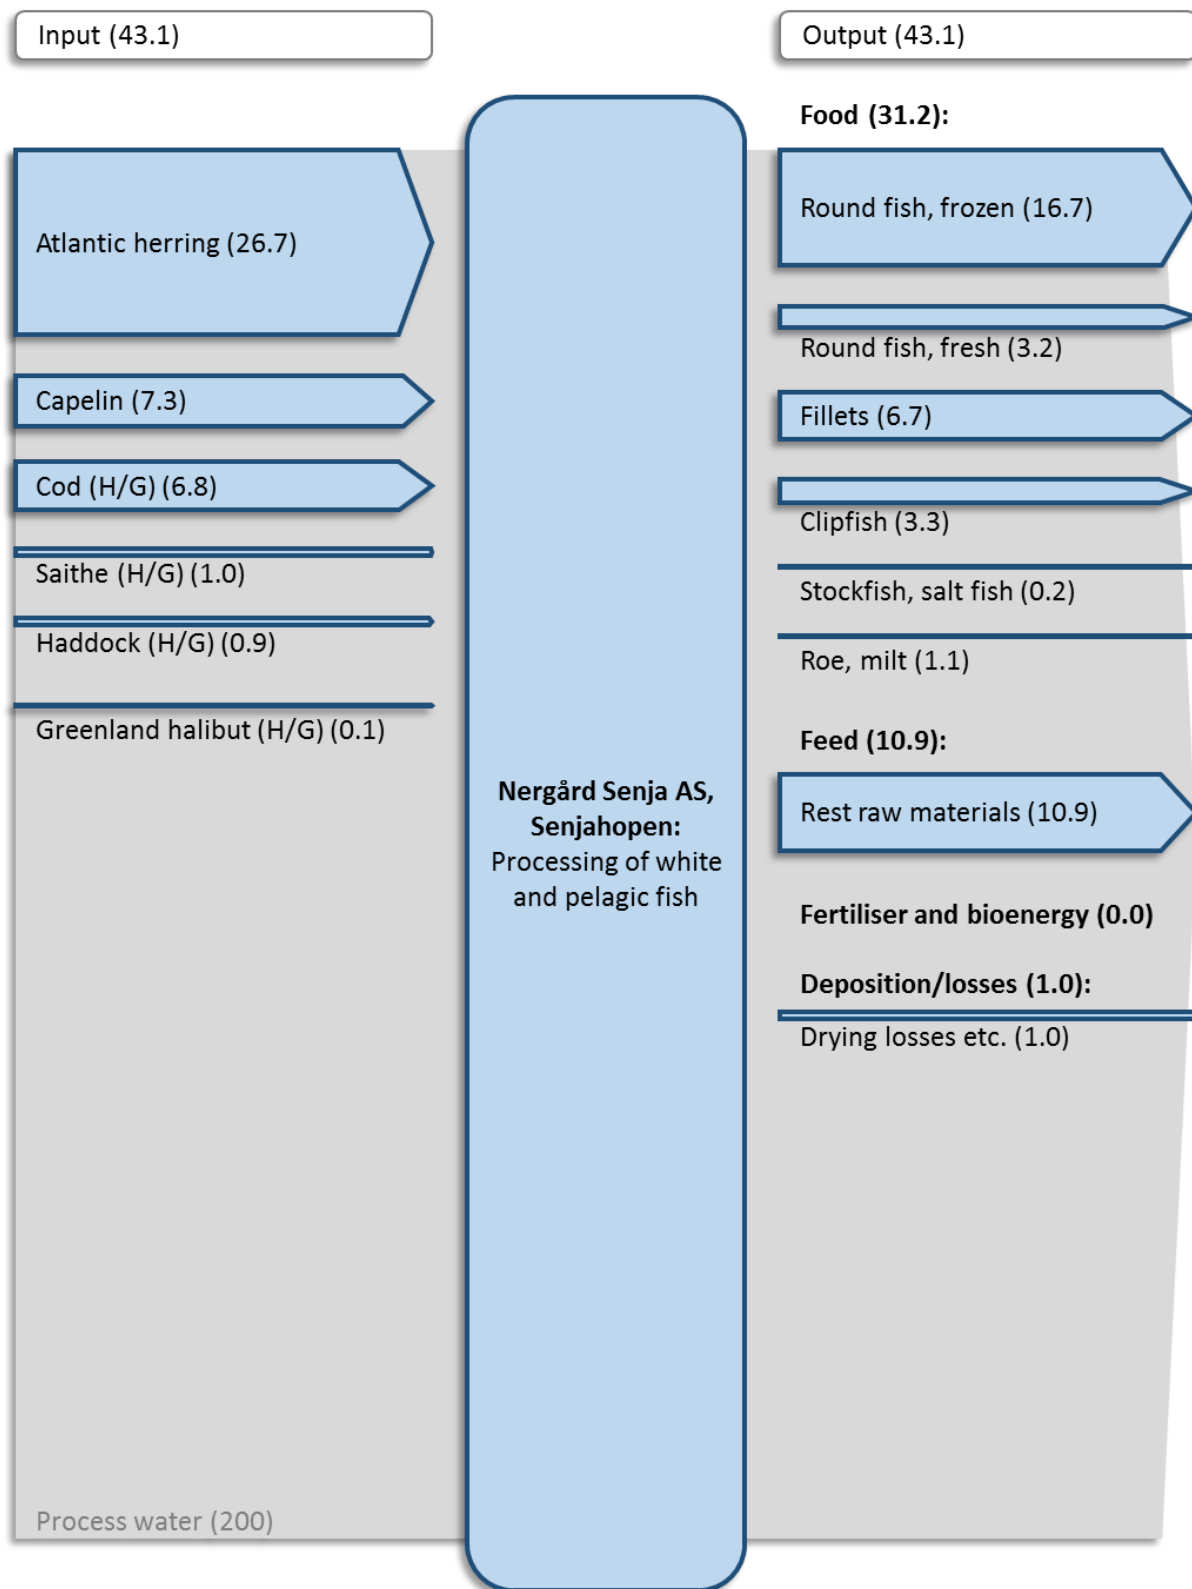 Input (43.1)
Atlantic herring (26.7)
Capelin (7.3)
Cod (H/G) (6.8)
Saithe (H/G) (1.0)
Haddock (H/G) (0.9)
Greenland halibut (H/G) (0.1)
Process water (200)
Nergård Senja AS,
Senjahopen:
Processing of white
and pelagic fish
Output (43.1)
Food (31.2):
Round fish, frozen (16.7)
Round fish, fresh (3.2)
Fillets (6.7)
Clipfish (3.3)
Stockfish, salt fish (0.2)
Roe, milt (1.1)
Feed (10.9):
Rest raw materials (10.9)
Fertiliser and bioenergy (0.0)
Deposition/losses (1.0):
Drying losses etc. (1.0)